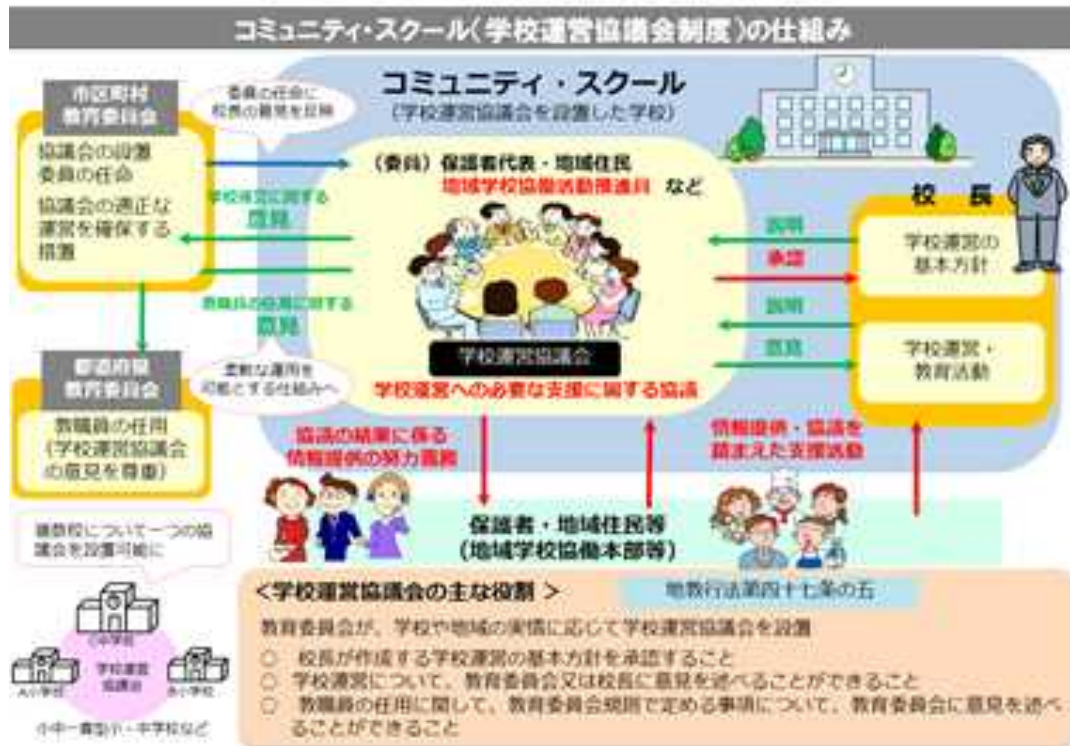 コミュニティ・スクール(学校運営協議会制度)の仕組み
市区町村
教育委員会
協議会の設置
委員の任命
協議会の適正な
運営を確保する
措置
委員の任命に
校長の意見を反映
コミュニティ・スクール
(学校運営協議会を設置した学校)
(委員)保護者代表・地域住民
地域学校協働活動推進員 など
学校運営に関する
意見
教職員の任用に関する
意見
柔軟な運用を
可能とする仕組みへ
学校運営協議会
学校運営への必要な支援に関する協議
説明
承認
説明
意見
校 長
学校運営の
基本方針
学校運営・
教育活動
都道府県
教育委員会
教職員の任用
(学校運営協議会
の意見を尊重)
協議の結果に係る
情報提供の努力義務
情報提供・協議を
踏まえた支援活動
保護者・地域住民等
(地域学校協働本部等)
複数校について一つの協
議会を設置可能に
C中学校
A小学校
学校運営
協議会
B小学校
小中一貫型小・中学校など
<学校運営協議会の主な役割 >
地教行法第四十七条の五
教育委員会が、学校や地域の実情に応じて学校運営協議会を設置
○ 校長が作成する学校運営の基本方針を承認すること
○ 学校運営について、教育委員会又は校長に意見を述べることができること
○ 教職員の任用に関して、教育委員会規則で定める事項について、教育委員会に意見を述べ
ることができること